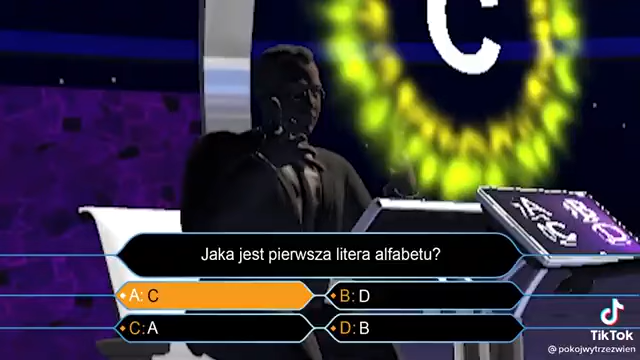 C
Jaka jest pierwsza litera alfabetu?
A: C
B: D
C: A
D: B
TikTok
@ pokojwytrzezwien